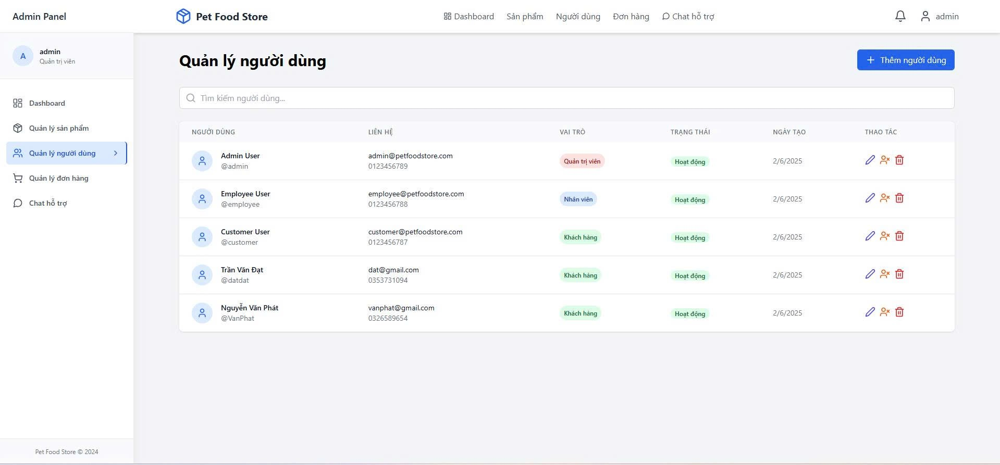 Admin Panel
Pet Food Store
Dashboard Sản phẩm Người dùng Đơn hàng Chat hỗ trợ
admin
A
admin
Quản trị viên
Dashboard
Quản lý sản phẩm
Quản lý người dùng
Quản lý đơn hàng
Chat hỗ trợ
Pet Food Store © 2024
Quản lý người dùng
Thêm người dùng
Tìm kiếm người dùng...
NGƯỜI DÙNG LIÊN HỆ VAI TRÒ TRẠNG THÁI NGÀY TẠO THAO TÁC
Admin User
@admin
admin@petfoodstore.com
0123456789
Quản trị viên
Hoạt động
2/6/2025
Employee User
@employee
employee@petfoodstore.com
0123456788
Nhân viên
Hoạt động
2/6/2025
Customer User
@customer
customer@petfoodstore.com
0123456787
Khách hàng
Hoạt động
2/6/2025
Trần Văn Đạt
@datdat
dat@gmail.com
0353731094
Khách hàng
Hoạt động
2/6/2025
Nguyễn Văn Phát
@VanPhat
vanphat@gmail.com
0326589654
Khách hàng
Hoạt động
2/6/2025